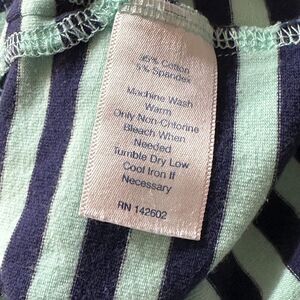 95% Cotton
5% Spandex
Machine Wash
Warm
Only Non-Chlorine
Bleach When
Needed
Tumble Dry Low
Cool Iron If
Necessary
RN 142602